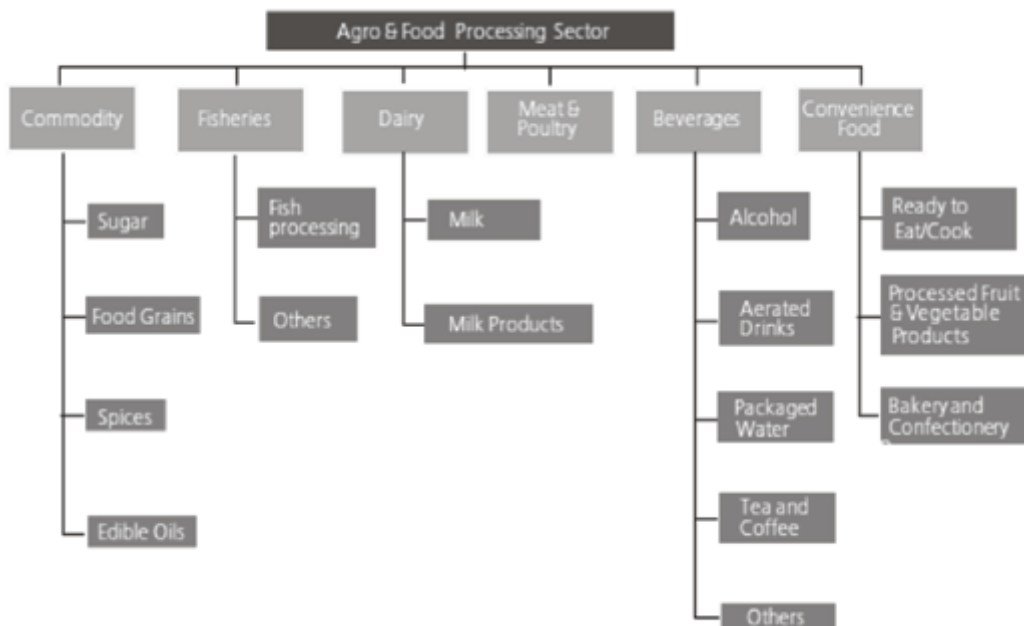 Agro & Food Processing Sector
Commodity
Fisheries
Dairy
Meat &
Poultry
Beverages
Convenience
Food
Sugar
Food Grains
Spices
Edible Oils
Fish
processing
Others
Milk
Milk Products
Alcohol
Aerated
Drinks
Packaged
Water
Tea and
Coffee
Others
Ready to
Eat/Cook
Processed Fruit
& Vegetable
Products
Bakery and
Confectionery